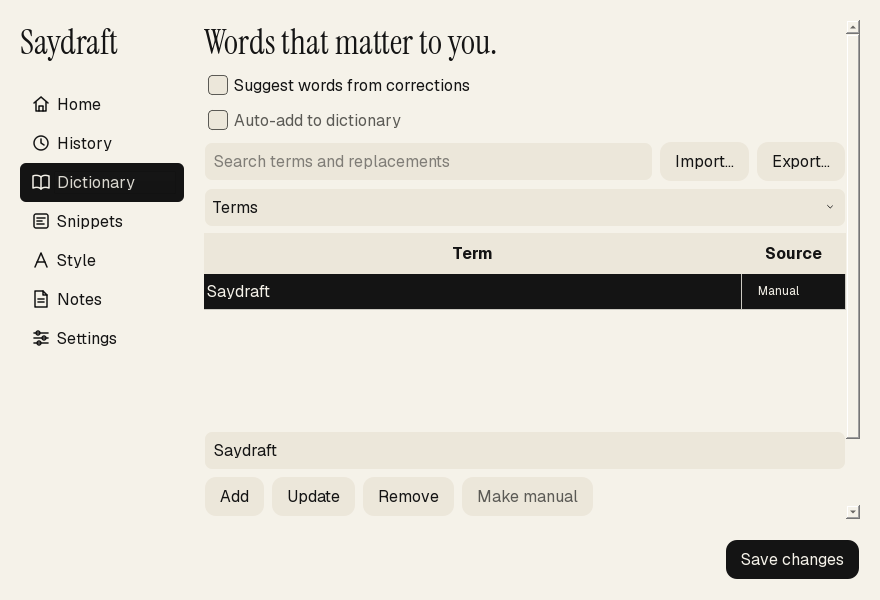 Saydraft
Home
History
Dictionary
Snippets
Style
Notes
Settings
Words that matter to you.
Suggest words from corrections
Auto-add to dictionary
Search terms and replacements
Import...
Export...
Terms
Term Source
Saydraft Manual
Saydraft
Add Update Remove Make manual
Save changes